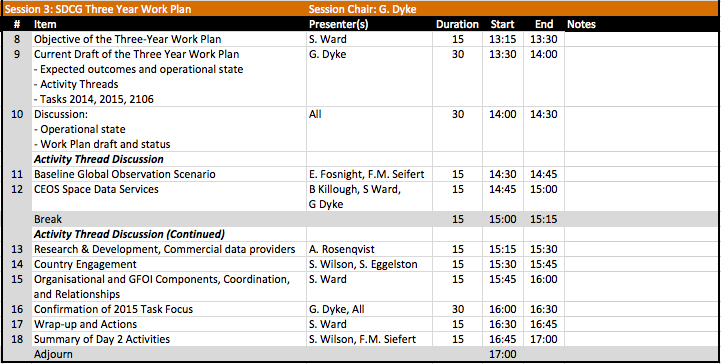 Session 3: SDCG Three Year Work Plan Session Chair: G. Dyke
# Item Presenter(s) Duration Start End Notes
8 Objective of the Three-Year Work Plan S. Ward 15 13:15 13:30
9 Current Draft of the Three Year Work Plan G. Dyke 30 13:30 14:00
- Expected outcomes and operational state
- Activity Threads
- Tasks 2014, 2015, 2106
10 Discussion: All 30 14:00 14:30
- Operational state
- Work Plan draft and status
Activity Thread Discussion
11 Baseline Global Observation Scenario E. Fosnight, F.M. Seifert 15 14:30 14:45
12 CEOS Space Data Services B Killough, S Ward, 15 14:45 15:00
G Dyke
Break 15 15:00 15:15
Activity Thread Discussion (Continued)
13 Research & Development, Commercial data providers A. Rosenqvist 15 15:15 15:30
14 Country Engagement S. Wilson, S. Eggelston 15 15:30 15:45
15 Organisational and GFOI Components, Coordination, S. Ward 15 15:45 16:00
and Relationships
16 Confirmation of 2015 Task Focus G. Dyke, All 30 16:00 16:30
17 Wrap-up and Actions S. Ward 15 16:30 16:45
18 Summary of Day 2 Activities S. Wilson, F.M. Siefert 15 16:45 17:00
Adjourn 17:00